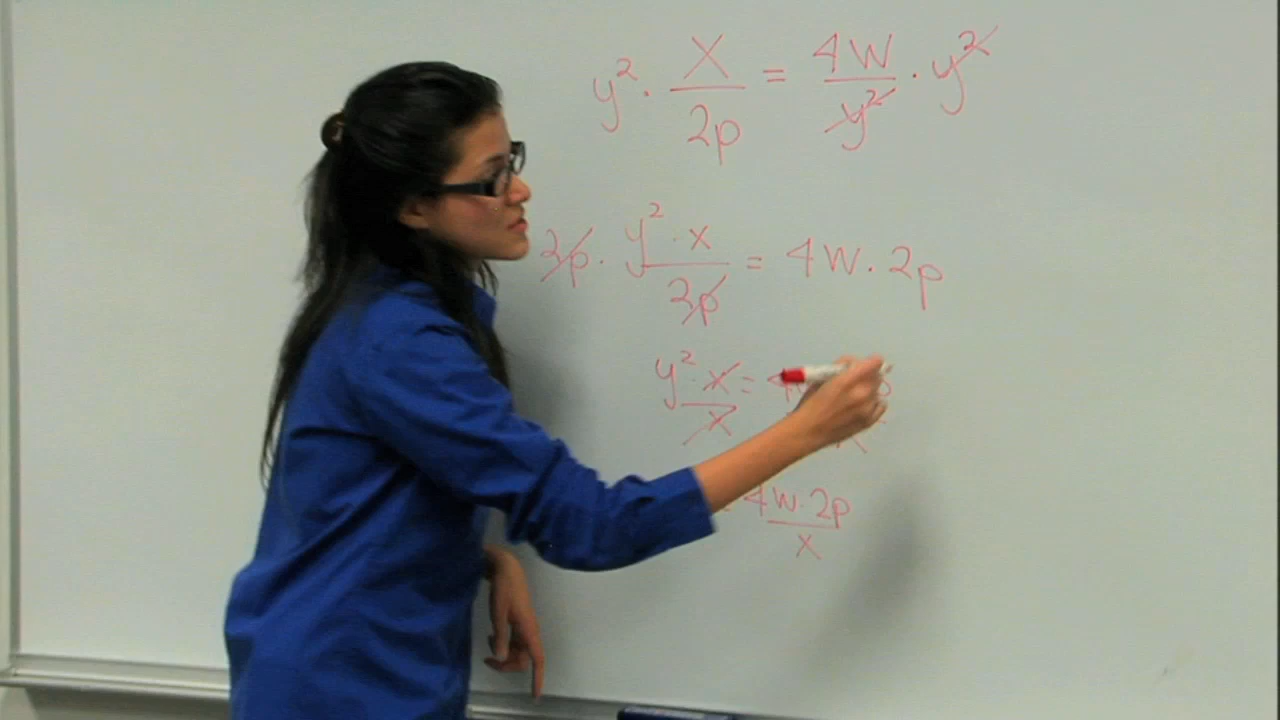 y² · X/2p = 4W/y² · y²
2p · y² · x/2p = 4W · 2p
y² · x/x =
= 4W · 2p/x